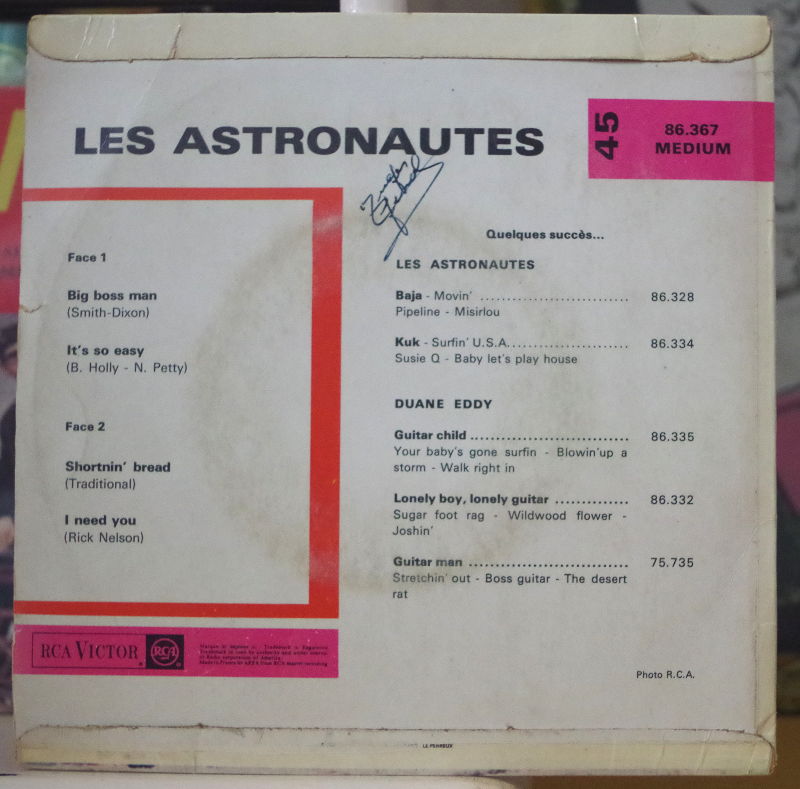 LES ASTRONAUTES
45
86.367
MEDIUM
Face 1
Big boss man
(Smith-Dixon)
It's so easy
(B. Holly - N. Petty)
Face 2
Shortnin' bread
(Traditional)
I need you
(Rick Nelson)
Quelques succès...
LES ASTRONAUTES
Baja - Movin' .............................. 86.328
Pipeline - Misirlou
Kuk - Surfin' U.S.A......................... 86.334
Susie Q - Baby let's play house
DUANE EDDY
Guitar child ................................ 86.335
Your baby's gone surfin - Blowin'up a
storm - Walk right in
Lonely boy, lonely guitar .............. 86.332
Sugar foot rag - Wildwood flower -
Joshin'
Guitar man ................................ 75.735
Stretchin' out - Boss guitar - The desert
rat
RCA VICTOR
RCA
Photo R.C.A.
LE PERREUX